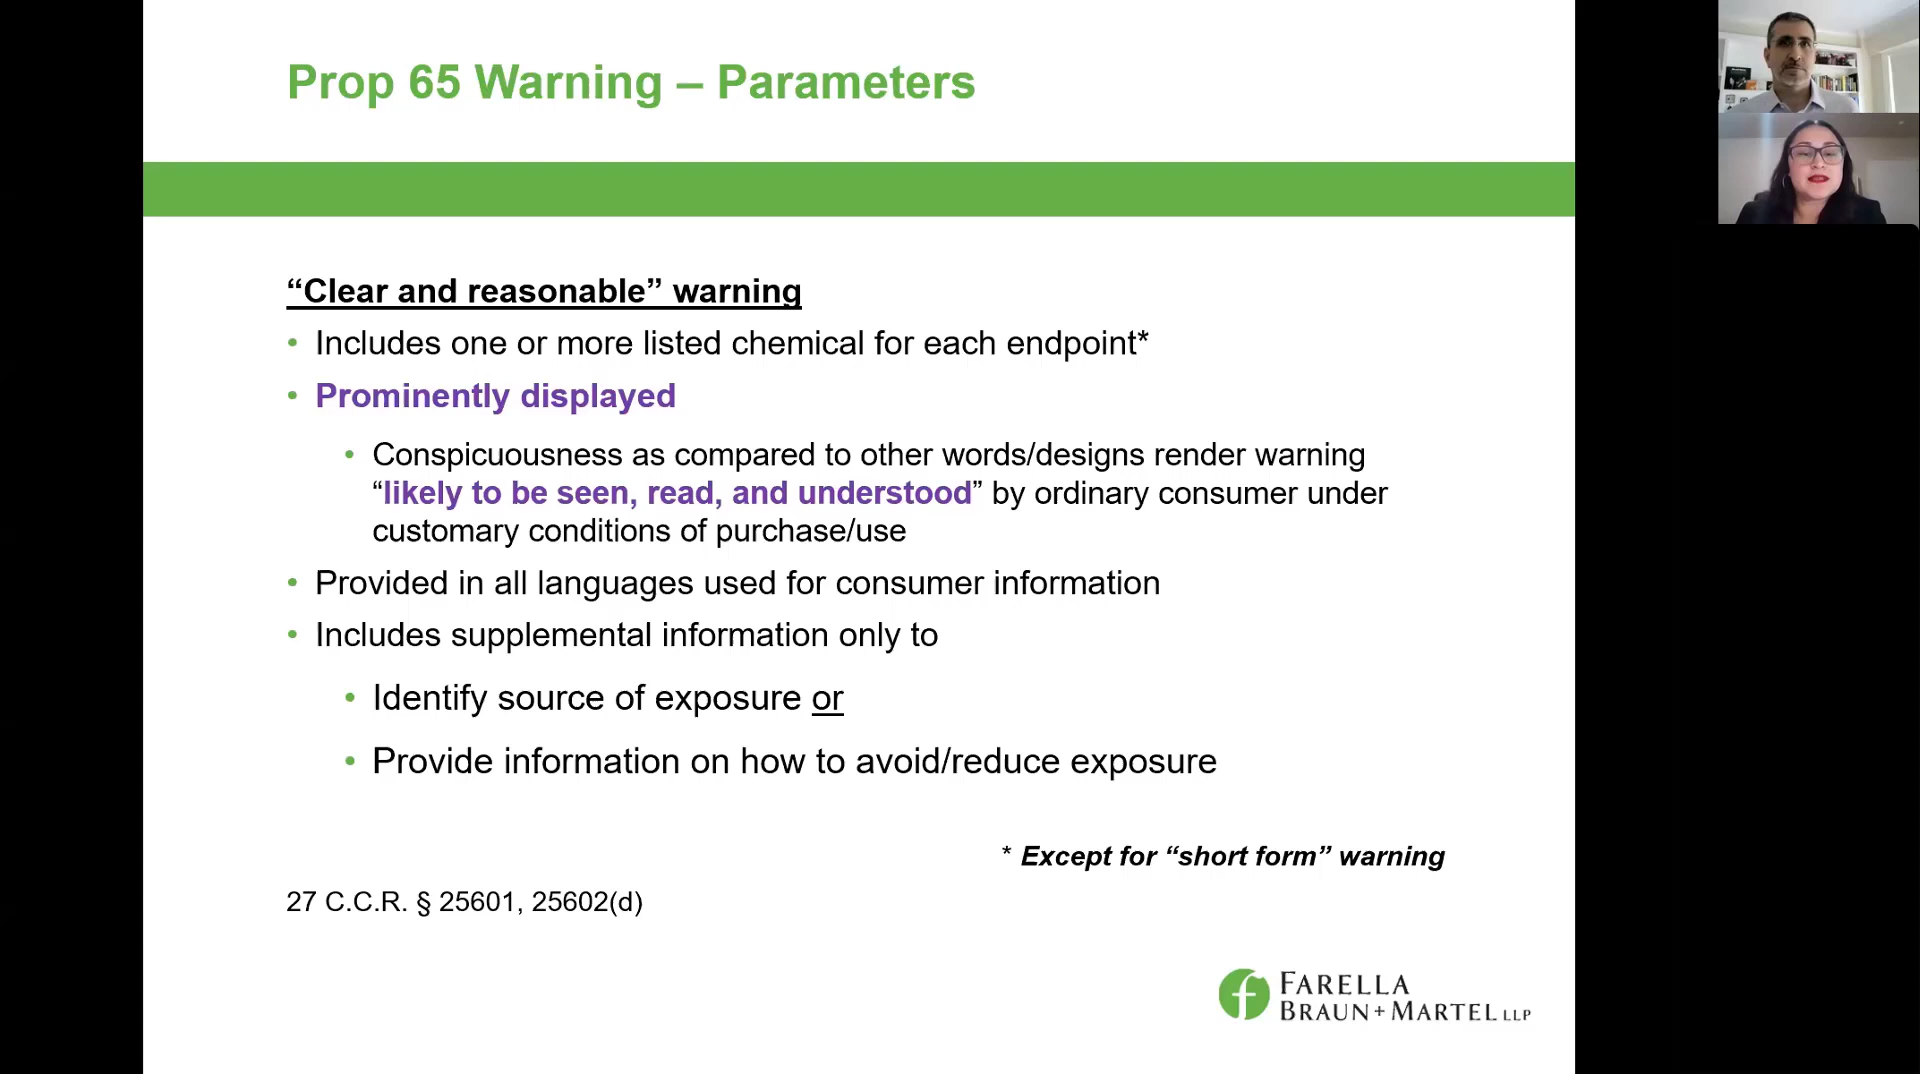 Prop 65 Warning – Parameters
“Clear and reasonable” warning
• Includes one or more listed chemical for each endpoint*
• Prominently displayed
• Conspicuousness as compared to other words/designs render warning
“likely to be seen, read, and understood” by ordinary consumer under
customary conditions of purchase/use
• Provided in all languages used for consumer information
• Includes supplemental information only to
• Identify source of exposure or
• Provide information on how to avoid/reduce exposure
* Except for “short form” warning
27 C.C.R. § 25601, 25602(d)
f FARELLA
BRAUN+MARTEL LLP